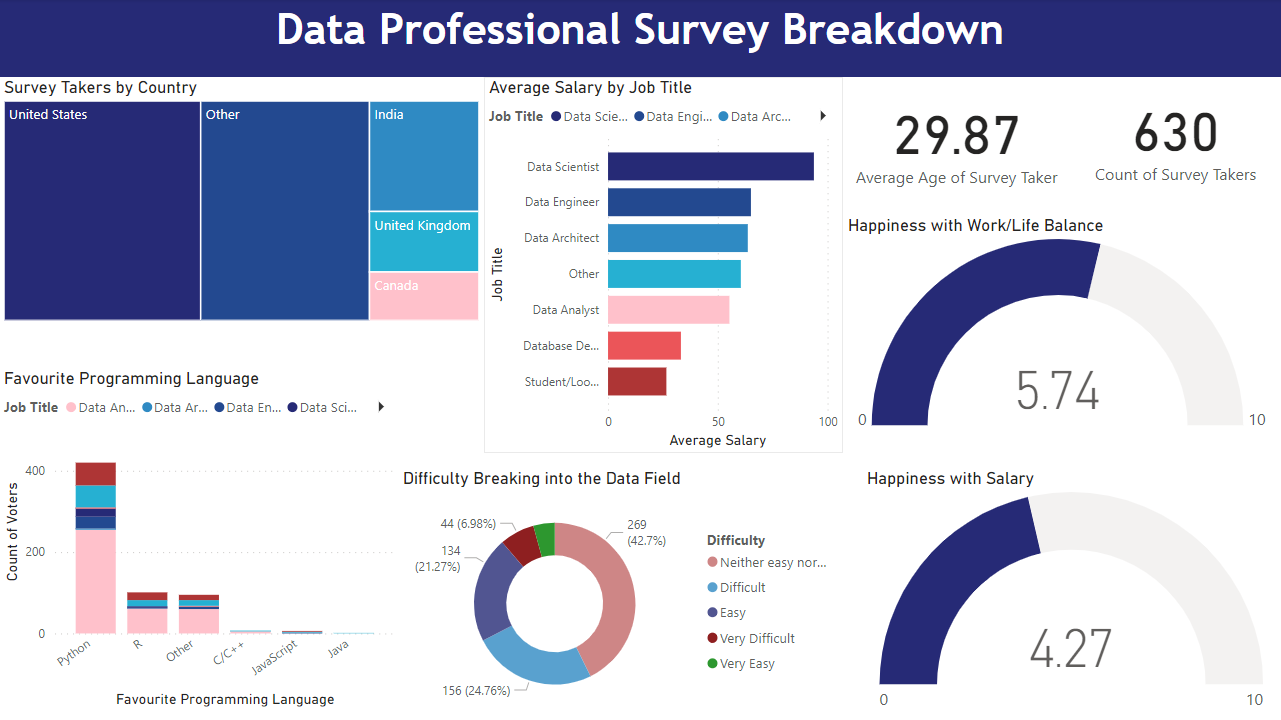 Data Professional Survey Breakdown
Survey Takers by Country
United States
Other
India
United Kingdom
Canada
Average Salary by Job Title
Job Title
Data Scie...
Data Engi...
Data Arc...
Job Title
Data Scientist
Data Engineer
Data Architect
Other
Data Analyst
Database De...
Student/Loo...
0
50
100
Average Salary
29.87
Average Age of Survey Taker
630
Count of Survey Takers
Happiness with Work/Life Balance
5.74
0
10
Favourite Programming Language
Job Title
Data An...
Data Ar...
Data En...
Data Sci...
Count of Voters
400
200
0
Python
R
Other
C/C++
JavaScript
Java
Favourite Programming Language
Difficulty Breaking into the Data Field
44 (6.98%)
134
(21.27%)
156 (24.76%)
269
(42.7%)
Difficulty
Neither easy nor...
Difficult
Easy
Very Difficult
Very Easy
Happiness with Salary
4.27
0
10